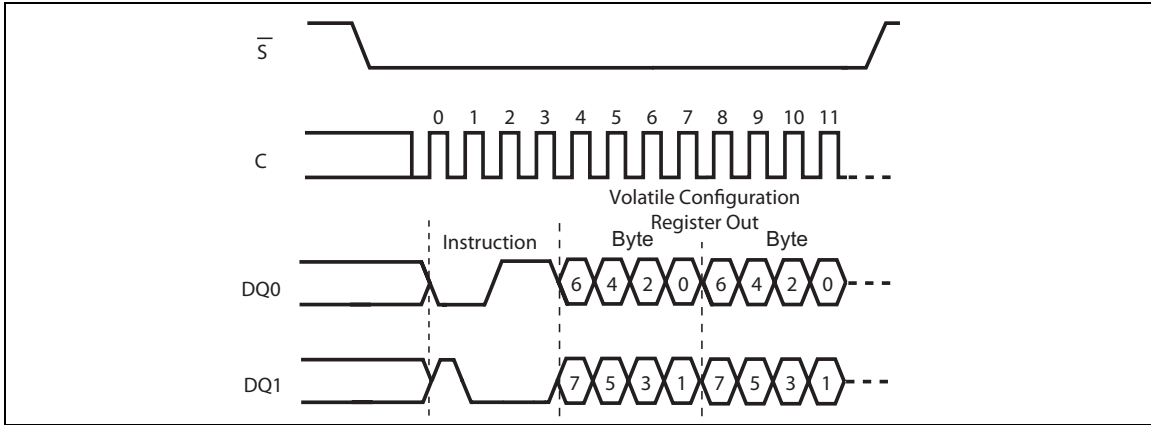 S
0 1 2 3 4 5 6 7 8 9 10 11
C
Volatile Configuration
Register Out
Instruction Byte Byte
DQ0 6 4 2 0 6 4 2 0
DQ1 7 5 3 1 7 5 3 1